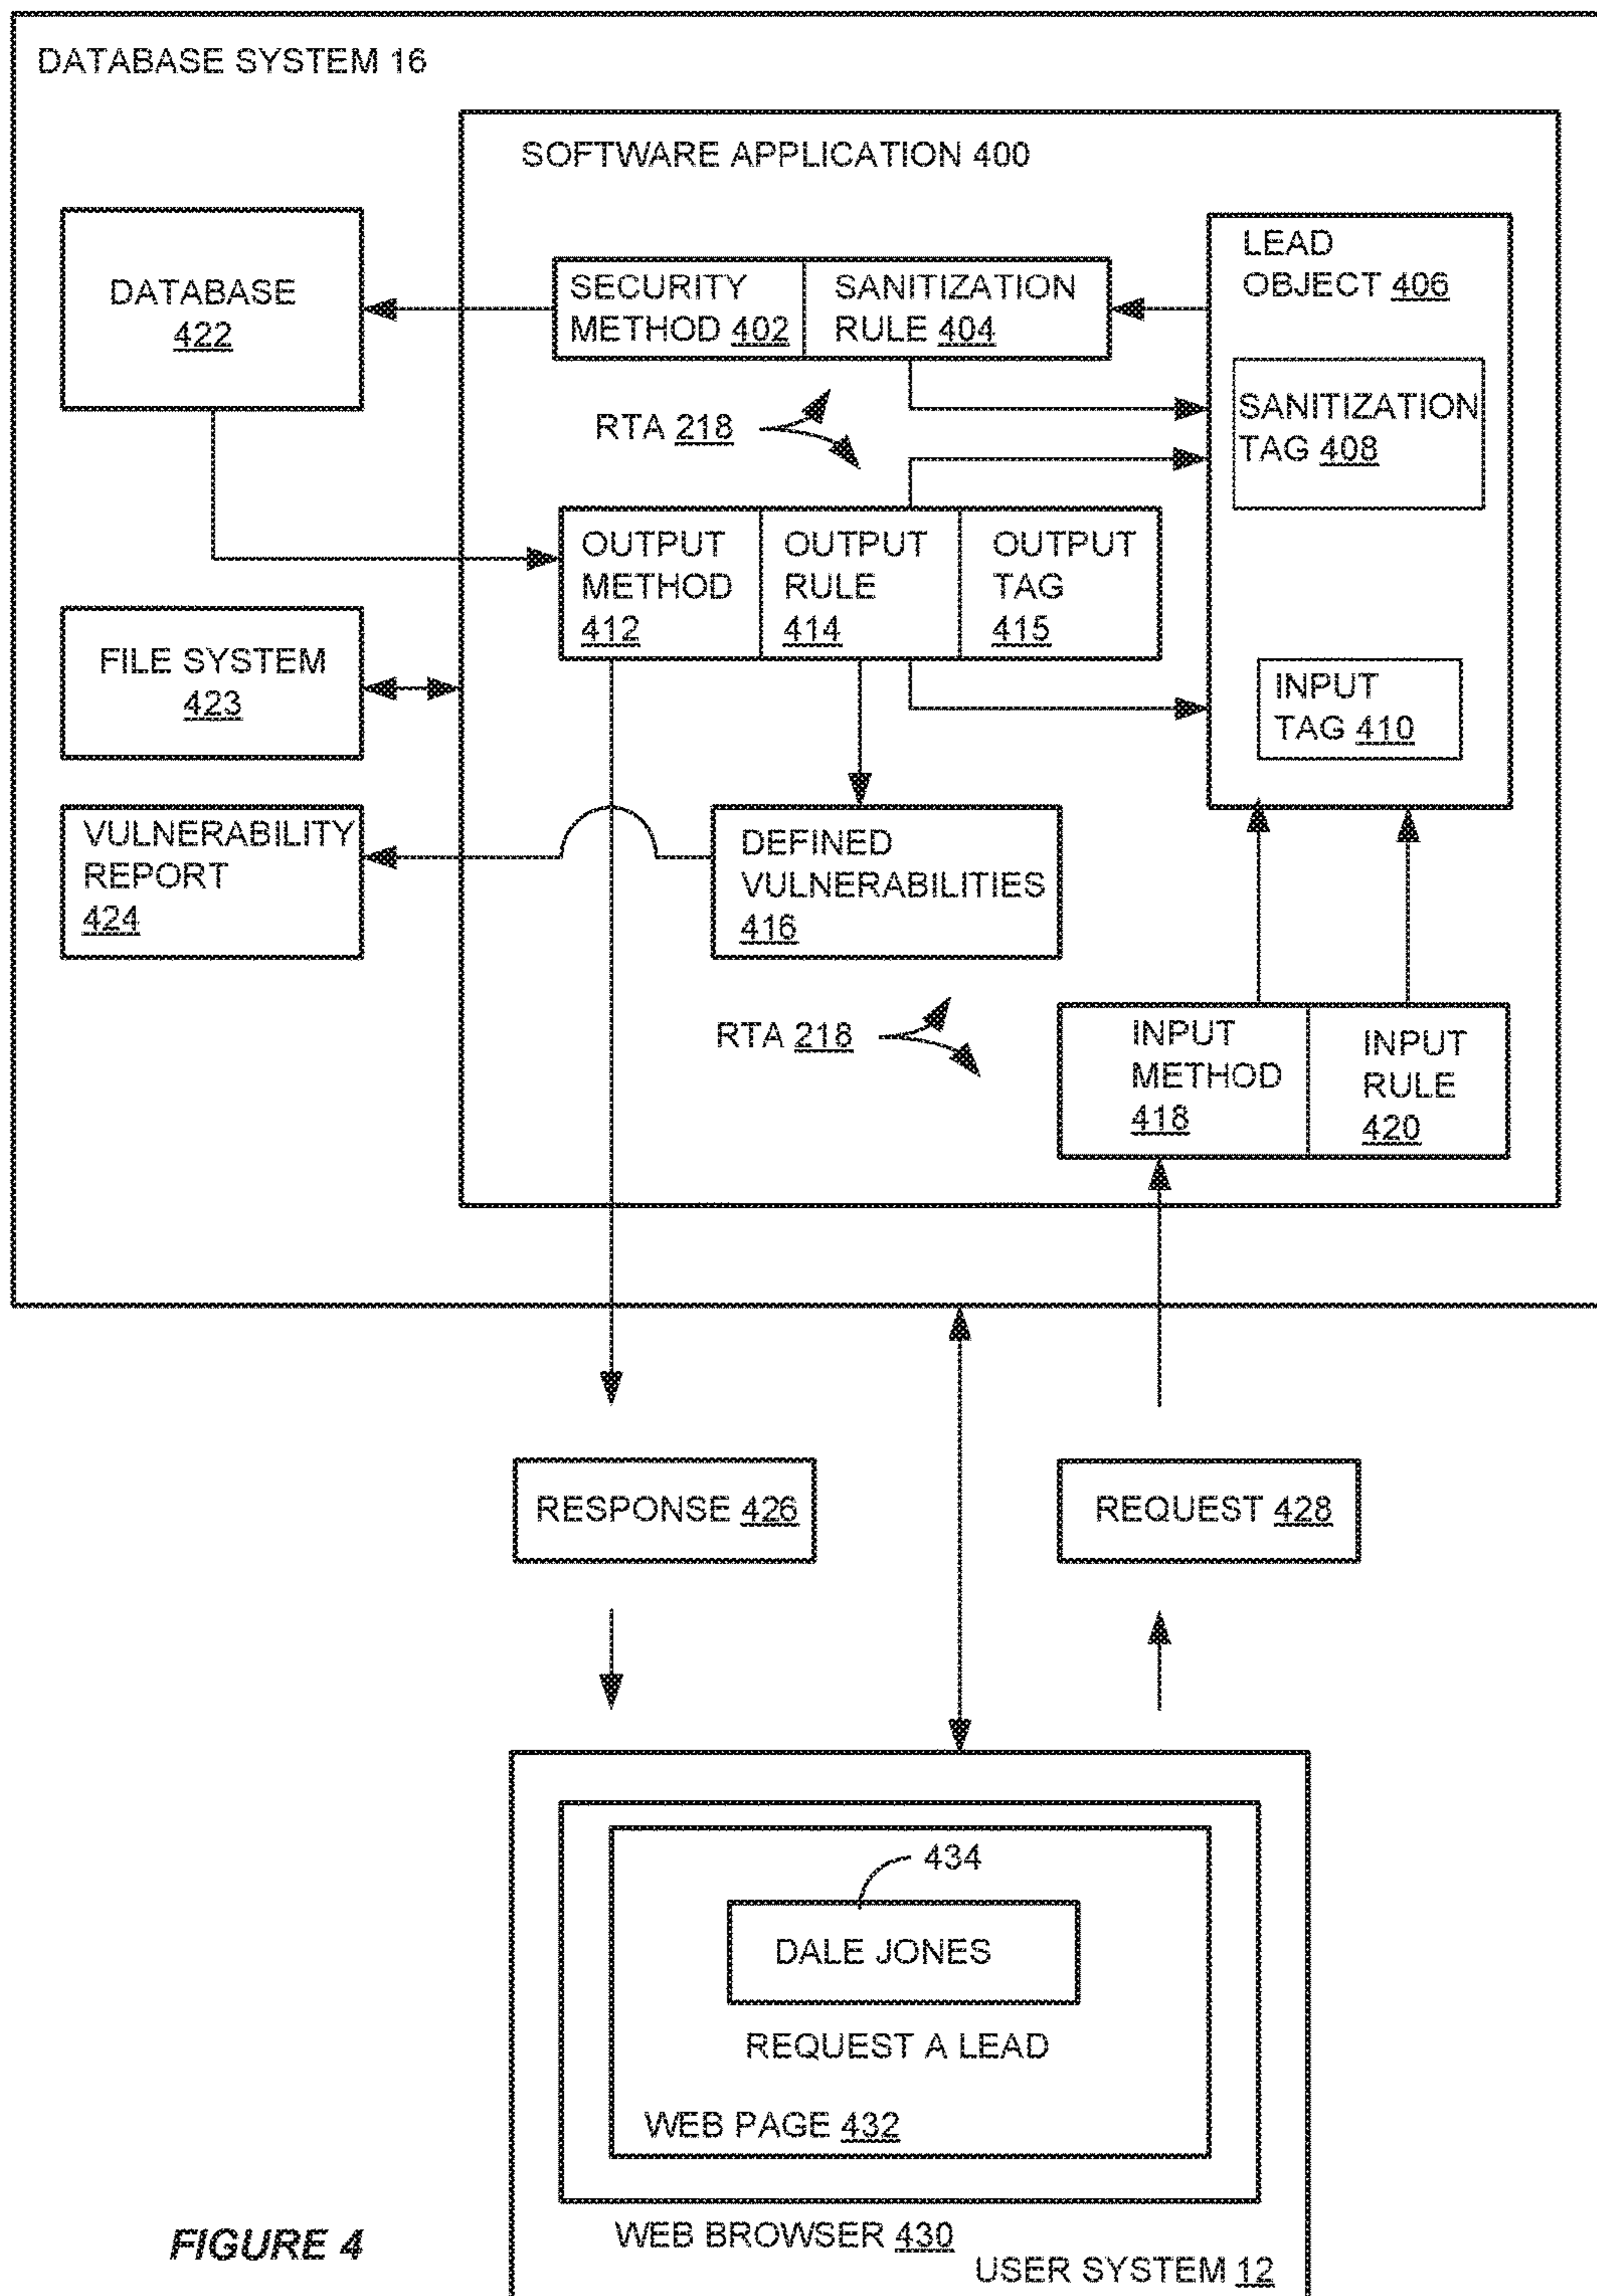 DATABASE SYSTEM 16
SOFTWARE APPLICATION 400
DATABASE
422
SECURITY
METHOD 402
SANITIZATION
RULE 404
LEAD
OBJECT 406
SANITIZATION
TAG 408
RTA 218
OUTPUT
METHOD
412
OUTPUT
RULE
414
OUTPUT
TAG
415
FILE SYSTEM
423
INPUT
TAG 410
VULNERABILITY
REPORT
424
DEFINED
VULNERABILITIES
416
RTA 218
INPUT
METHOD
418
INPUT
RULE
420
RESPONSE 426
REQUEST 428
434
DALE JONES
REQUEST A LEAD
WEB PAGE 432
WEB BROWSER 430
USER SYSTEM 12
FIGURE 4